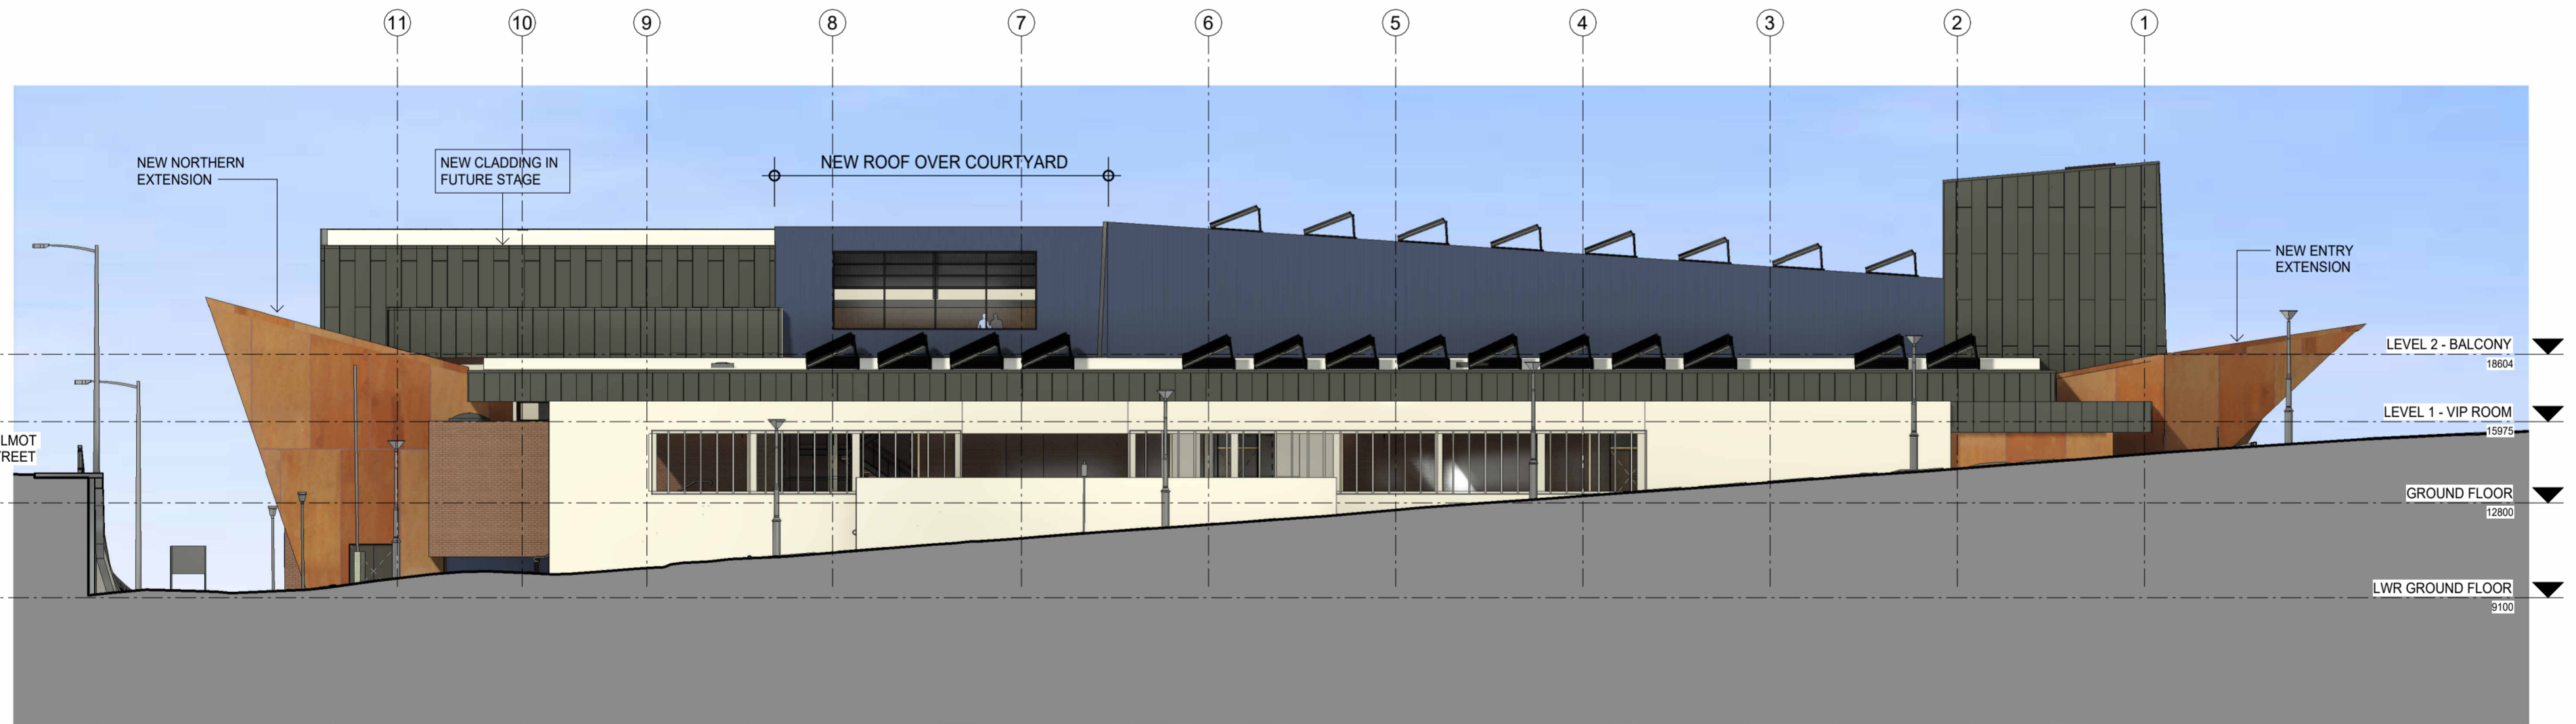 11
10
9
8
7
6
5
4
3
2
1
NEW NORTHERN
EXTENSION
NEW CLADDING IN
FUTURE STAGE
NEW ROOF OVER COURTYARD
NEW ENTRY
EXTENSION
LEVEL 2 - BALCONY
18604
LEVEL 1 - VIP ROOM
15975
LMOT
TREET
GROUND FLOOR
12800
LWR GROUND FLOOR
9100